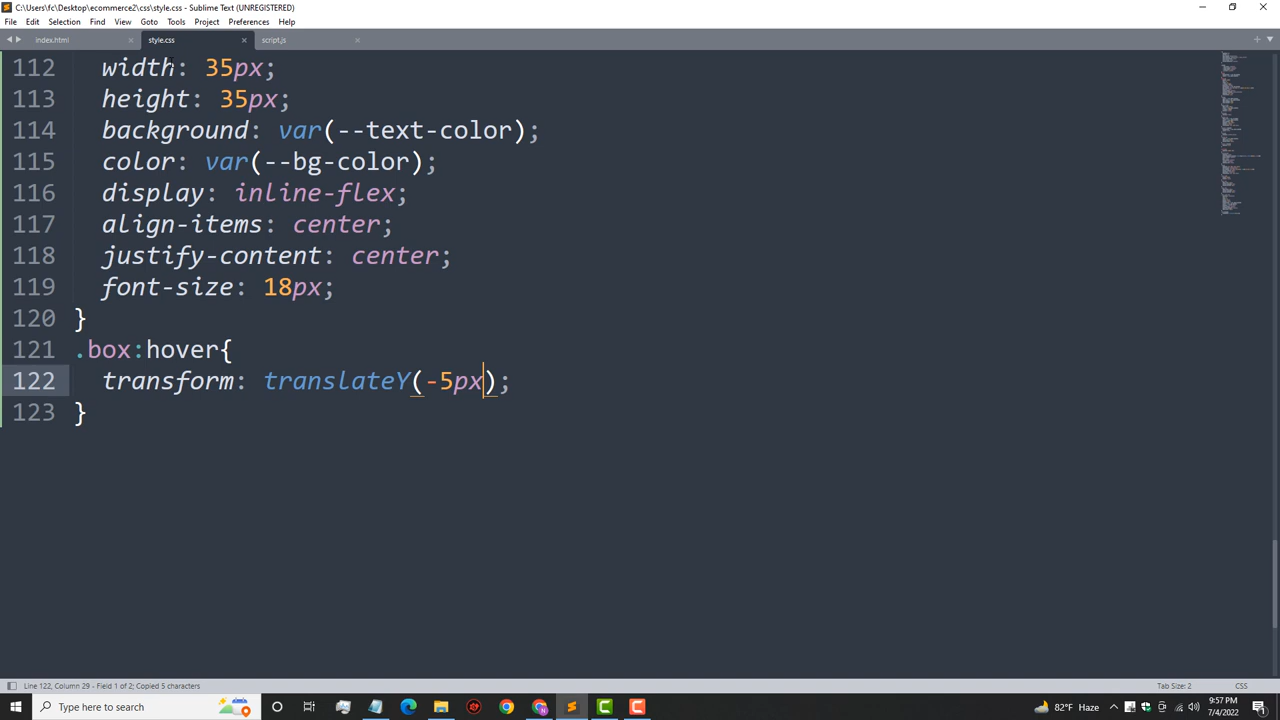 C:\Users\fc\Desktop\ecommerce2\css\style.css - Sublime Text (UNREGISTERED)
File Edit Selection Find View Goto Tools Project Preferences Help
index.html style.css script.js
112 width: 35px;
113 height: 35px;
114 background: var(--text-color);
115 color: var(--bg-color);
116 display: inline-flex;
117 align-items: center;
118 justify-content: center;
119 font-size: 18px;
120 }
121 .box:hover{
122 transform: translateY(-5px);
123 }
Line 122, Column 29 - Field 1 of 2; Copied 5 characters Tab Size: 2 CSS
Type here to search 82°F Haze 9:57 PM
7/4/2022